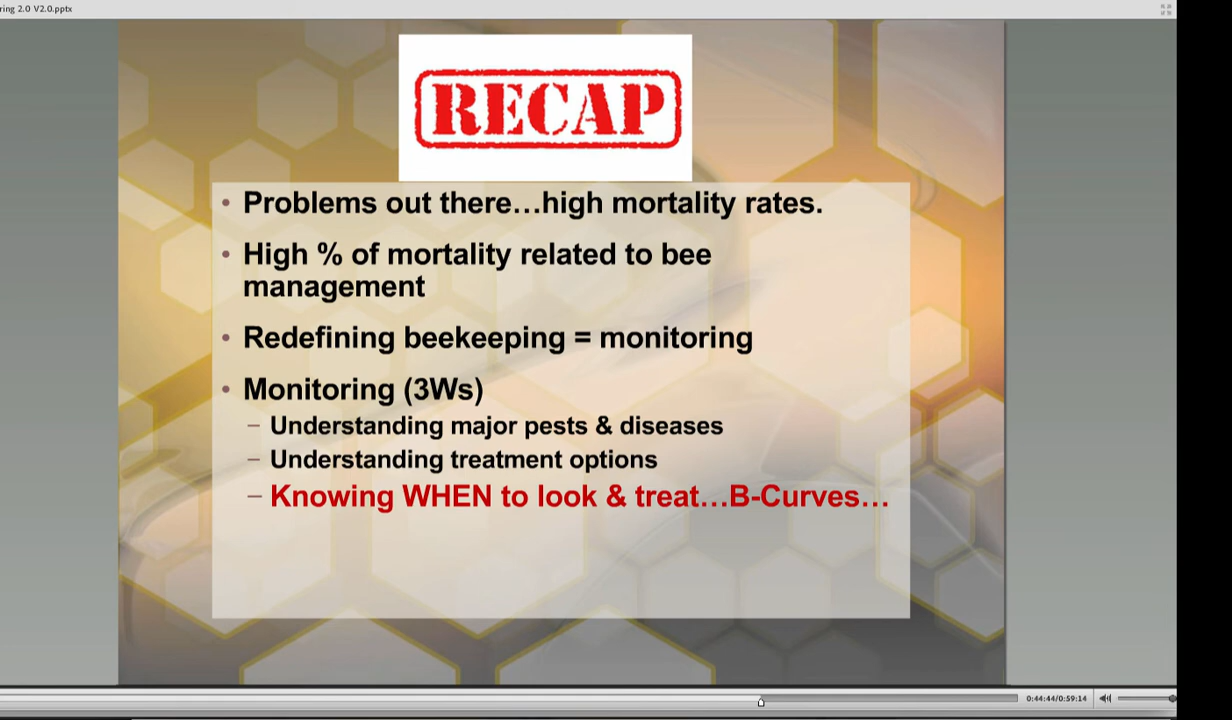 ring 2.0 V2.0.pptx
RECAP
• Problems out there…high mortality rates.
• High % of mortality related to bee
management
• Redefining beekeeping = monitoring
• Monitoring (3Ws)
– Understanding major pests & diseases
– Understanding treatment options
– Knowing WHEN to look & treat…B-Curves…
0:44:44/0:59:14